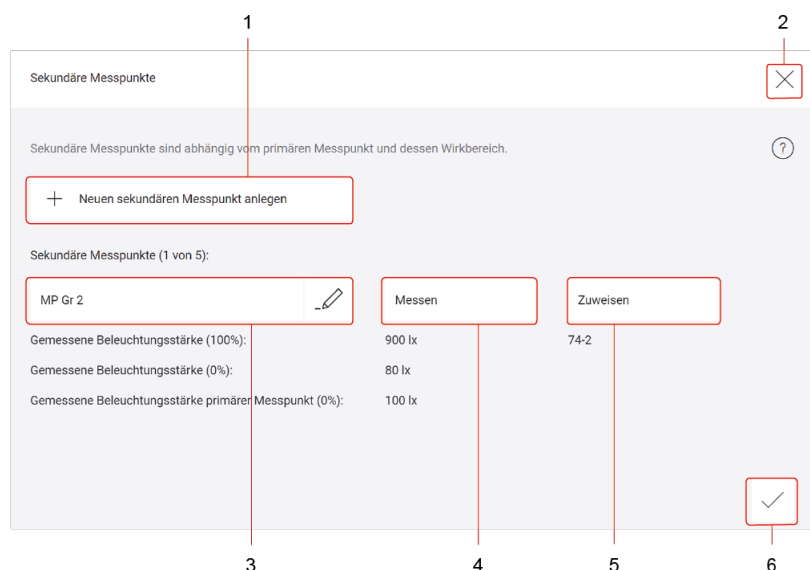 1 2
Sekundäre Messpunkte
Sekundäre Messpunkte sind abhängig vom primären Messpunkt und dessen Wirkbereich. ?
+ Neuen sekundären Messpunkt anlegen
Sekundäre Messpunkte (1 von 5):
MP Gr 2 Messen Zuweisen
Gemessene Beleuchtungsstärke (100%): 900 lx 74-2
Gemessene Beleuchtungsstärke (0%): 80 lx
Gemessene Beleuchtungsstärke primärer Messpunkt (0%): 100 lx
3 4 5 6